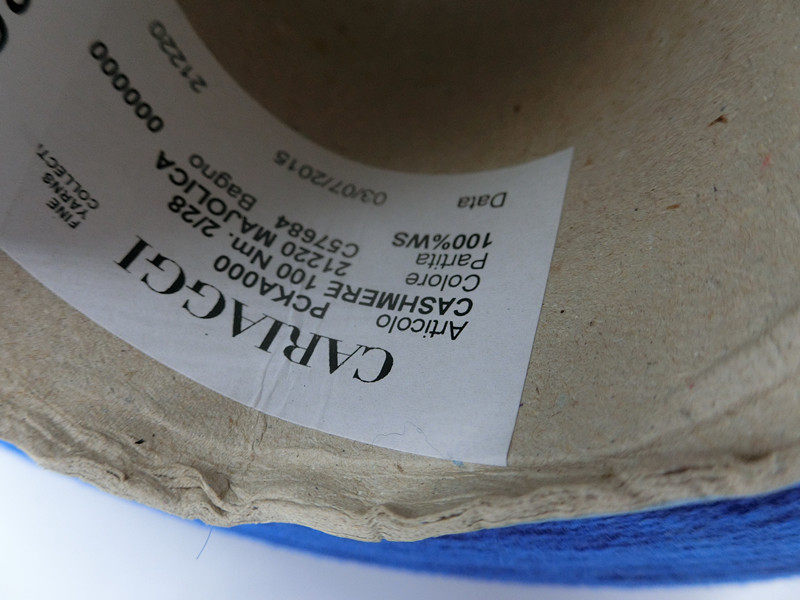 CARIAGGI
FINE
YARNS
COLLECT.
Articolo PCKA000
CASHMERE 100 Nm. 2/28
Colore 21220 MAJOLICA
Partita C57684 Bagno 000000
100%WS
Data 03/07/2015 21220